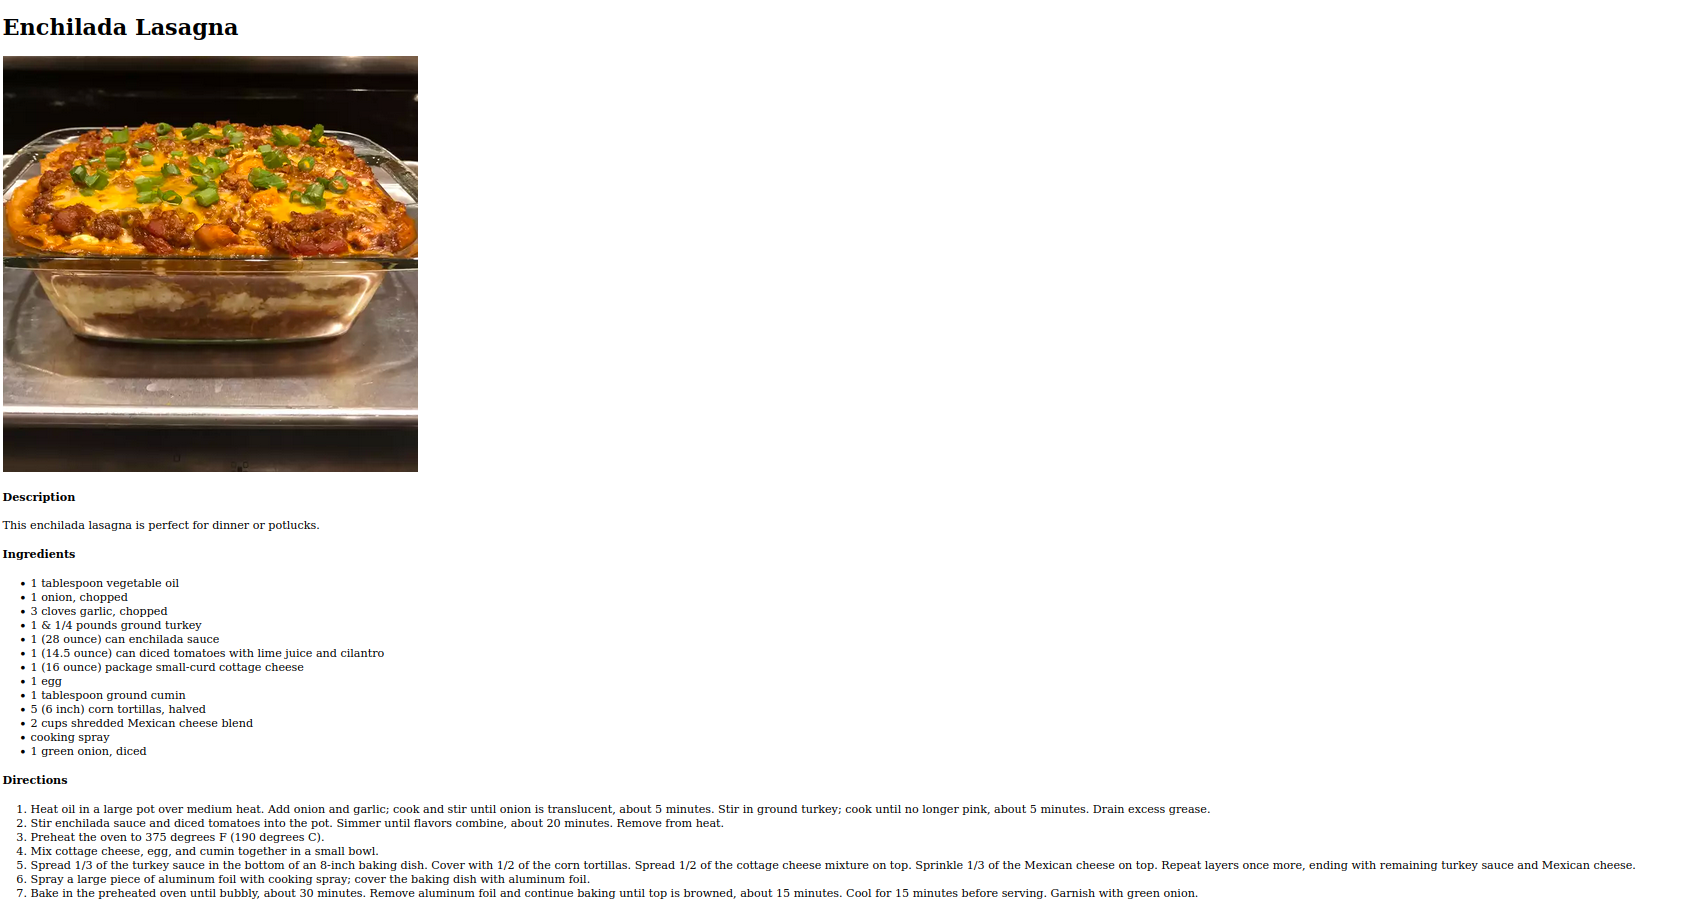 Enchilada Lasagna
Description
This enchilada lasagna is perfect for dinner or potlucks.
Ingredients
• 1 tablespoon vegetable oil
• 1 onion, chopped
• 3 cloves garlic, chopped
• 1 & 1/4 pounds ground turkey
• 1 (28 ounce) can enchilada sauce
• 1 (14.5 ounce) can diced tomatoes with lime juice and cilantro
• 1 (16 ounce) package small-curd cottage cheese
• 1 egg
• 1 tablespoon ground cumin
• 5 (6 inch) corn tortillas, halved
• 2 cups shredded Mexican cheese blend
• cooking spray
• 1 green onion, diced
Directions
1. Heat oil in a large pot over medium heat. Add onion and garlic; cook and stir until onion is translucent, about 5 minutes. Stir in ground turkey; cook until no longer pink, about 5 minutes. Drain excess grease.
2. Stir enchilada sauce and diced tomatoes into the pot. Simmer until flavors combine, about 20 minutes. Remove from heat.
3. Preheat the oven to 375 degrees F (190 degrees C).
4. Mix cottage cheese, egg, and cumin together in a small bowl.
5. Spread 1/3 of the turkey sauce in the bottom of an 8-inch baking dish. Cover with 1/2 of the corn tortillas. Spread 1/2 of the cottage cheese mixture on top. Sprinkle 1/3 of the Mexican cheese on top. Repeat layers once more, ending with remaining turkey sauce and Mexican cheese.
6. Spray a large piece of aluminum foil with cooking spray; cover the baking dish with aluminum foil.
7. Bake in the preheated oven until bubbly, about 30 minutes. Remove aluminum foil and continue baking until top is browned, about 15 minutes. Cool for 15 minutes before serving. Garnish with green onion.